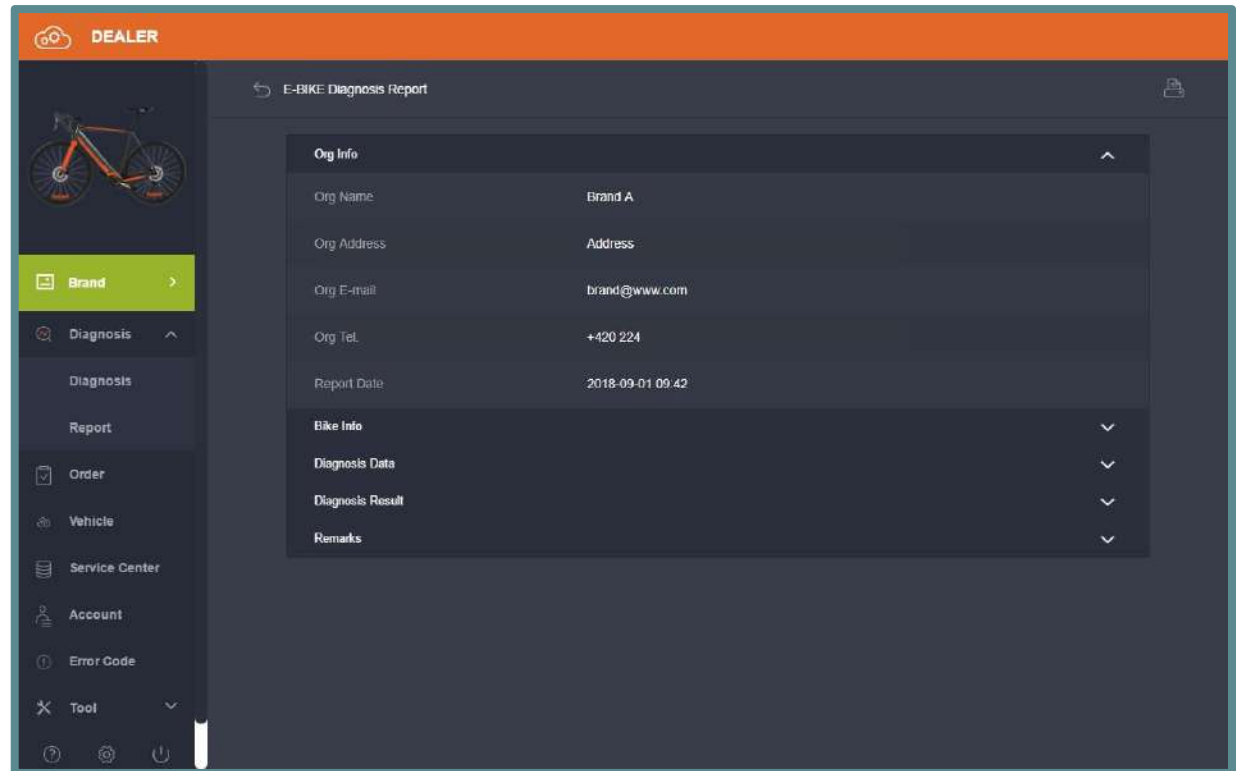 DEALER
E-BIKE Diagnosis Report
Org Info
Org Name Brand A
Org Address Address
Org E-mail brand@www.com
Org Tel. +420 224
Report Date 2018-09-01 09:42
Bike Info
Diagnosis Data
Diagnosis Result
Remarks
Brand
Diagnosis
Diagnosis
Report
Order
Vehicle
Service Center
Account
Error Code
Tool